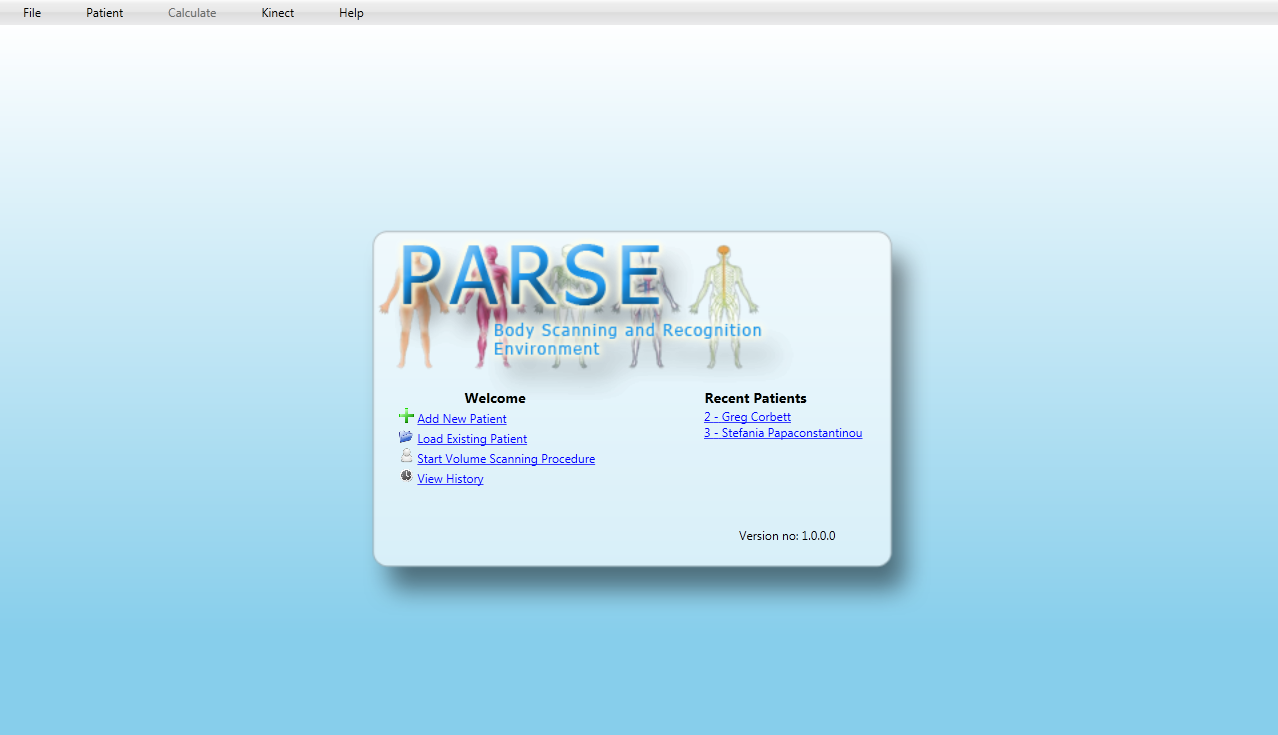 File Patient Calculate Kinect Help
PARSE
Body Scanning and Recognition
Environment
Welcome
Add New Patient
Load Existing Patient
Start Volume Scanning Procedure
View History
Recent Patients
2 - Greg Corbett
3 - Stefania Papaconstantinou
Version no: 1.0.0.0